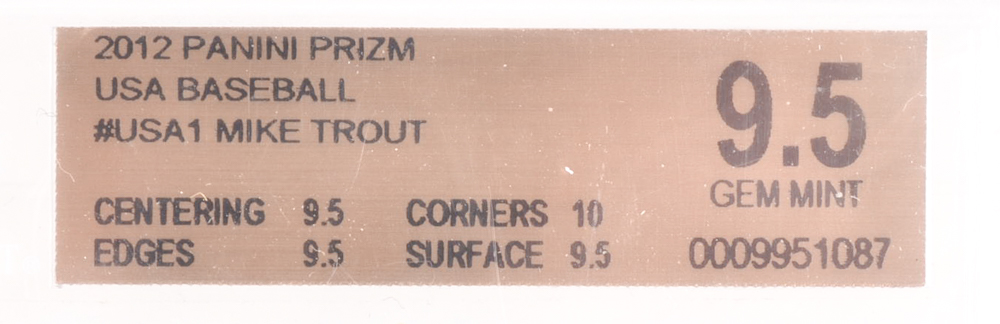 2012 PANINI PRIZM
USA BASEBALL
#USA1 MIKE TROUT
9.5
GEM MINT
CENTERING 9.5 CORNERS 10
EDGES 9.5 SURFACE 9.5
0009951087